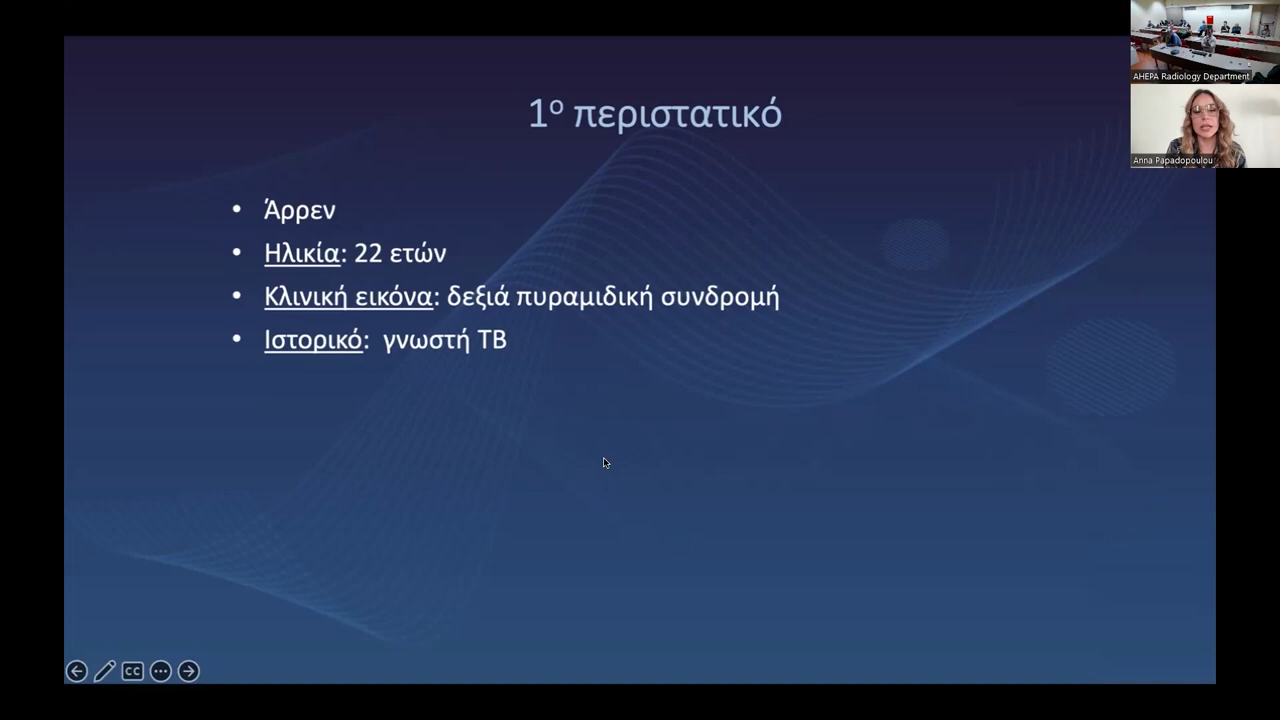 1ο περιστατικό
• Άρρεν
• Ηλικία: 22 ετών
• Κλινική εικόνα: δεξιά πυραμιδική συνδρομή
• Ιστορικό: γνωστή ΤΒ
AHEPA Radiology Department
Anna Papadopoulou
CC